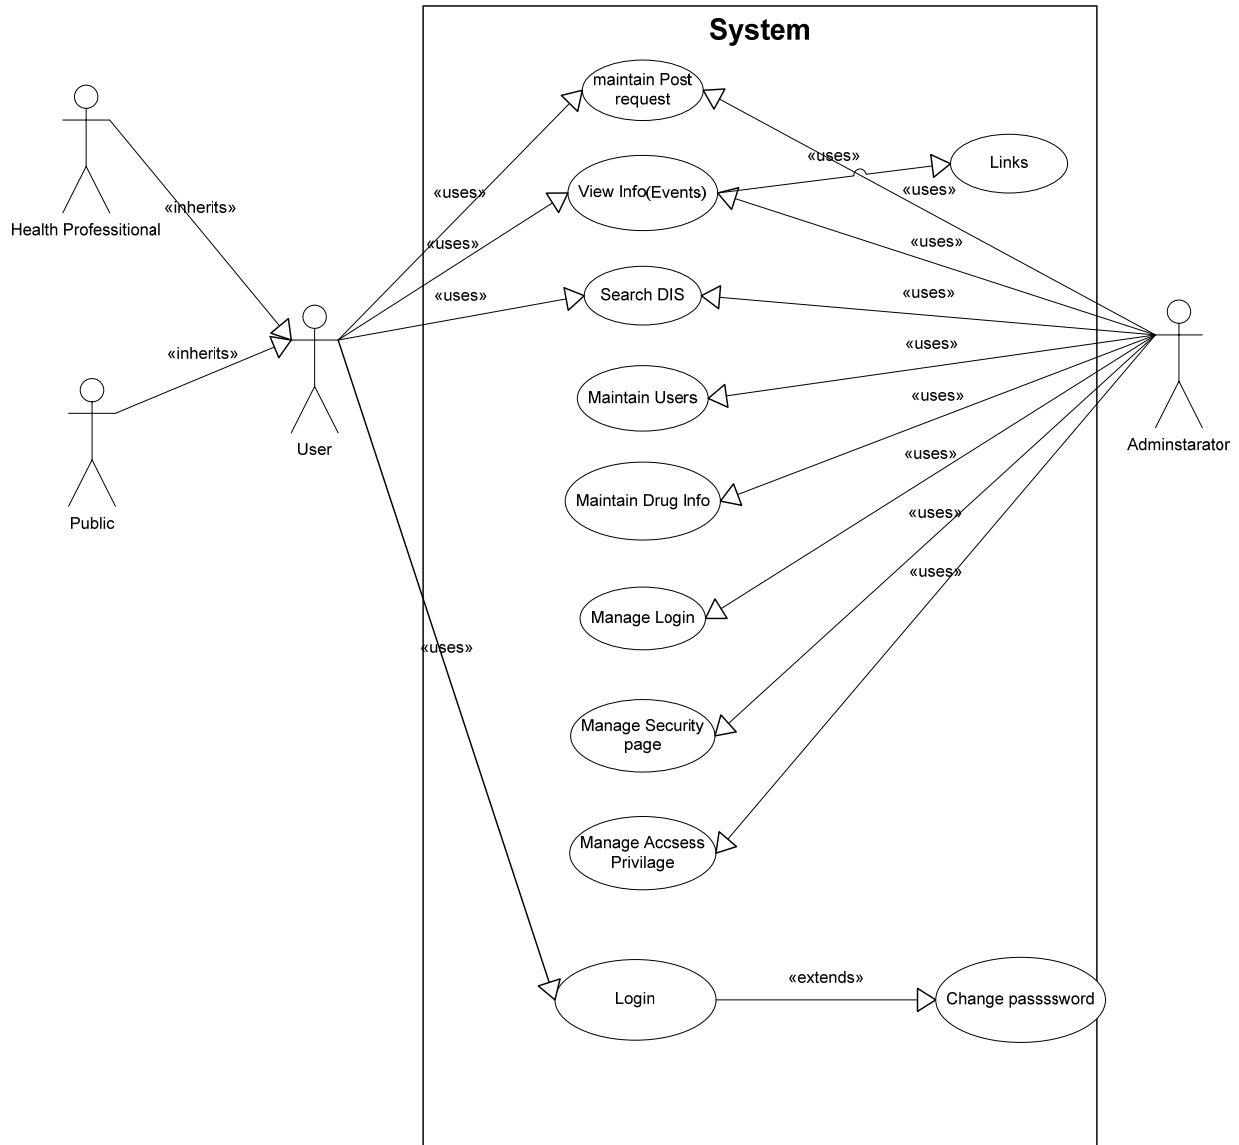 System
maintain Post
request
«uses»
Links
«uses»
«uses»
View Info(Events)
«inherits»
Health Professitional
«uses»
«uses»
«uses»
Search DIS
«uses»
«uses»
«inherits»
Maintain Users
«uses»
User
Adminstarator
«uses»
Maintain Drug Info
«uses»
Public
«uses»
Manage Login
«uses»
Manage Security
page
Manage Accsess
Privilage
«extends»
Login
Change passssword